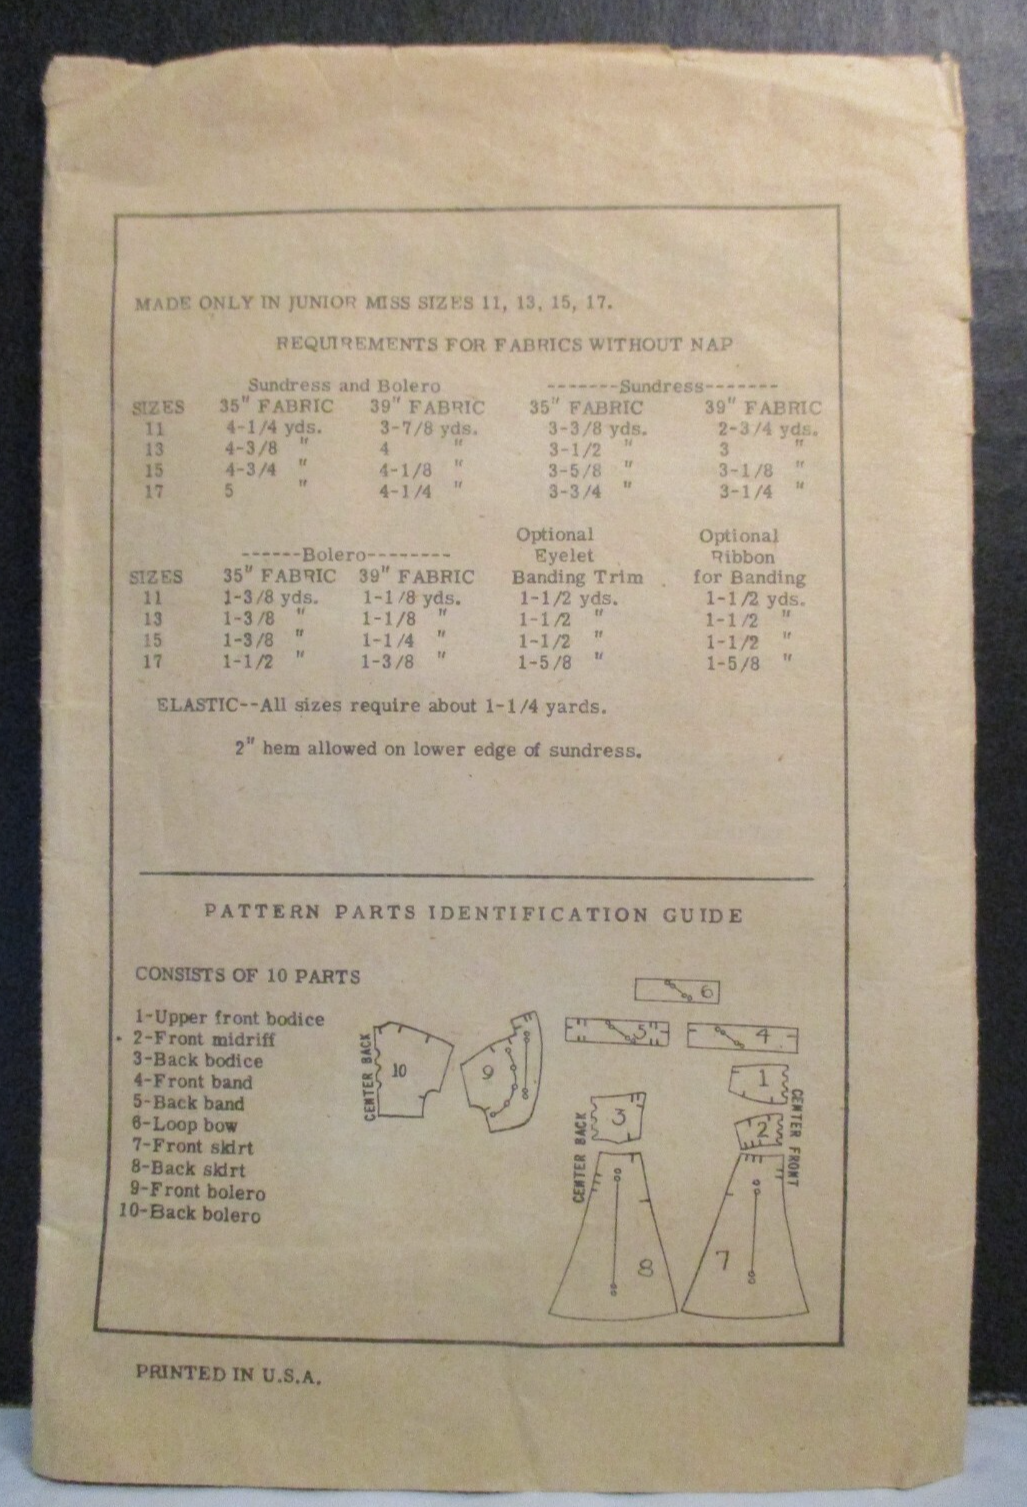 MADE ONLY IN JUNIOR MISS SIZES 11, 13, 15, 17.
REQUIREMENTS FOR FABRICS WITHOUT NAP
Sundress and Bolero -------Sundress-------
SIZES 35" FABRIC 39" FABRIC 35" FABRIC 39" FABRIC
11 4-1/4 yds. 3-7/8 yds. 3-3/8 yds. 2-3/4 yds.
13 4-3/8 " 4 " 3-1/2 " 3 "
15 4-3/4 " 4-1/8 " 3-5/8 " 3-1/8 "
17 5 " 4-1/4 " 3-3/4 " 3-1/4 "
Optional Optional
------Bolero-------- Eyelet Ribbon
SIZES 35" FABRIC 39" FABRIC Banding Trim for Banding
11 1-3/8 yds. 1-1/8 yds. 1-1/2 yds. 1-1/2 yds.
13 1-3/8 " 1-1/8 " 1-1/2 " 1-1/2 "
15 1-3/8 " 1-1/4 " 1-1/2 " 1-1/2 "
17 1-1/2 " 1-3/8 " 1-5/8 " 1-5/8 "
ELASTIC--All sizes require about 1-1/4 yards.
2" hem allowed on lower edge of sundress.
PATTERN PARTS IDENTIFICATION GUIDE
CONSISTS OF 10 PARTS
1-Upper front bodice
2-Front midriff
3-Back bodice
4-Front band
5-Back band
6-Loop bow
7-Front skirt
8-Back skirt
9-Front bolero
10-Back bolero
CENTER BACK
10
9
6
5
4
1
CENTER FRONT
2
3
CENTER BACK
8
7
PRINTED IN U.S.A.